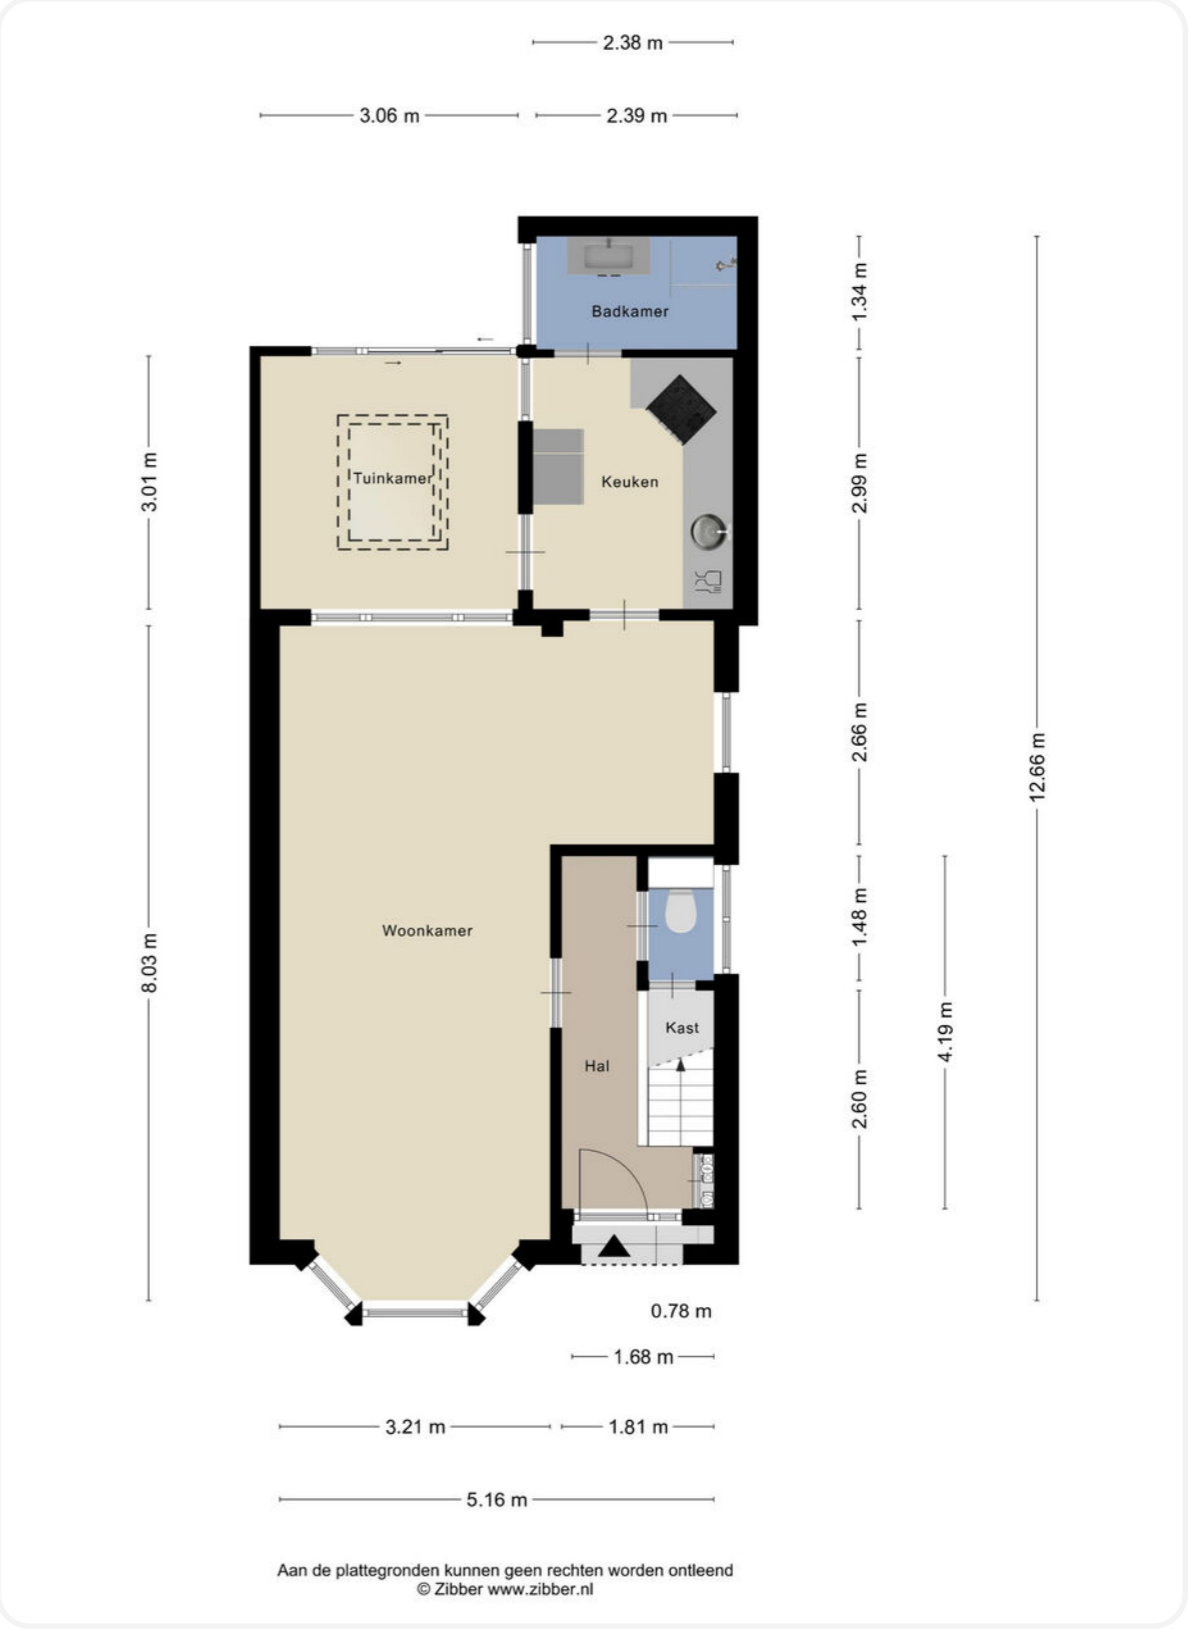 2.38 m
3.06 m
2.39 m
1.34 m
Badkamer
3.01 m
Tuinkamer
Keuken
2.99 m
2.66 m
12.66 m
Woonkamer
8.03 m
1.48 m
Kast
4.19 m
Hal
2.60 m
0.78 m
1.68 m
3.21 m
1.81 m
5.16 m
Aan de plattegronden kunnen geen rechten worden ontleend
© Zibber www.zibber.nl